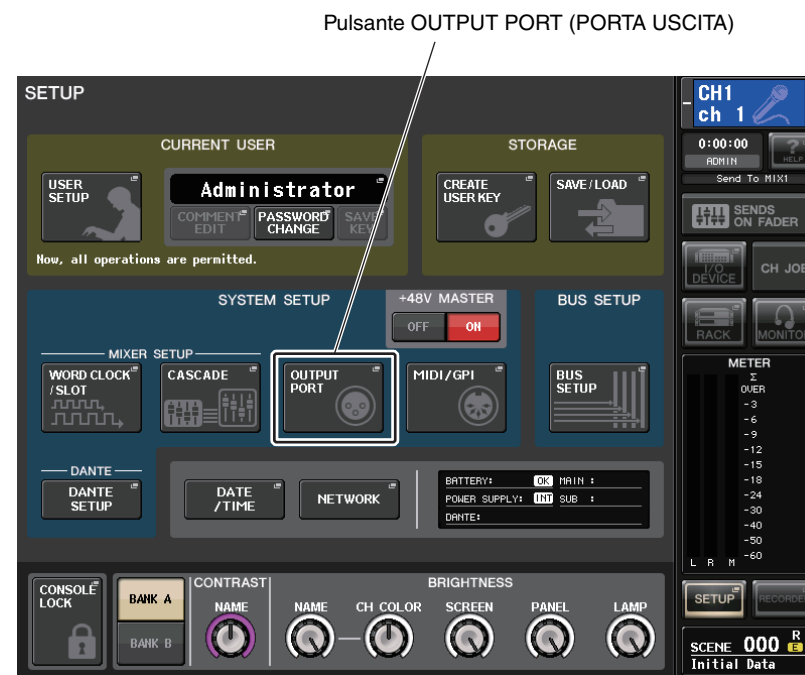 Pulsante OUTPUT PORT (PORTA USCITA)
SETUP
CURRENT USER
STORAGE
USER
SETUP
Administrator
COMMENT
EDIT
PASSWORD
CHANGE
SAVE
KEY
CREATE
USER KEY
SAVE/LOAD
Now, all operations are permitted.
SYSTEM SETUP
+48V MASTER
OFF
ON
BUS SETUP
MIXER SETUP
WORD CLOCK
/SLOT
CASCADE
OUTPUT
PORT
MIDI/GPI
BUS
SETUP
DANTE
DANTE
SETUP
DATE
/TIME
NETWORK
BATTERY: OK MAIN :
POWER SUPPLY: INT SUB :
DANTE:
CONSOLE
LOCK
BANK A
BANK B
CONTRAST
NAME
BRIGHTNESS
NAME
CH COLOR
SCREEN
PANEL
LAMP
CH1
ch 1
0:00:00
ADMIN
?
HELP
Send To MIX1
SENDS
ON FADER
I/O
DEVICE
CH JOB
RACK
MONITO
METER
Σ
OVER
-3
-6
-9
-12
-15
-18
-24
-30
-40
-50
-60
L R M
SETUP
RECORDE
SCENE 000 R
E
Initial Data